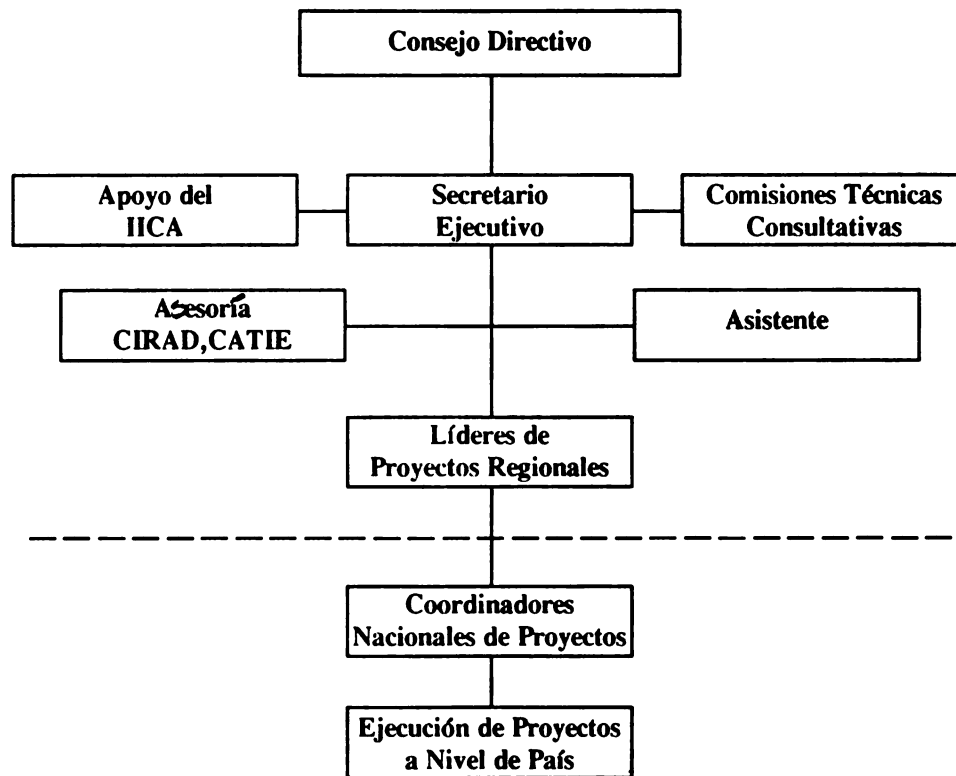 Consejo Directivo
Apoyo del
IICA
Secretario
Ejecutivo
Comisiones Técnicas
Consultativas
Asesoría
CIRAD,CATIE
Asistente
Líderes de
Proyectos Regionales
Coordinadores
Nacionales de Proyectos
Ejecución de Proyectos
a Nivel de País